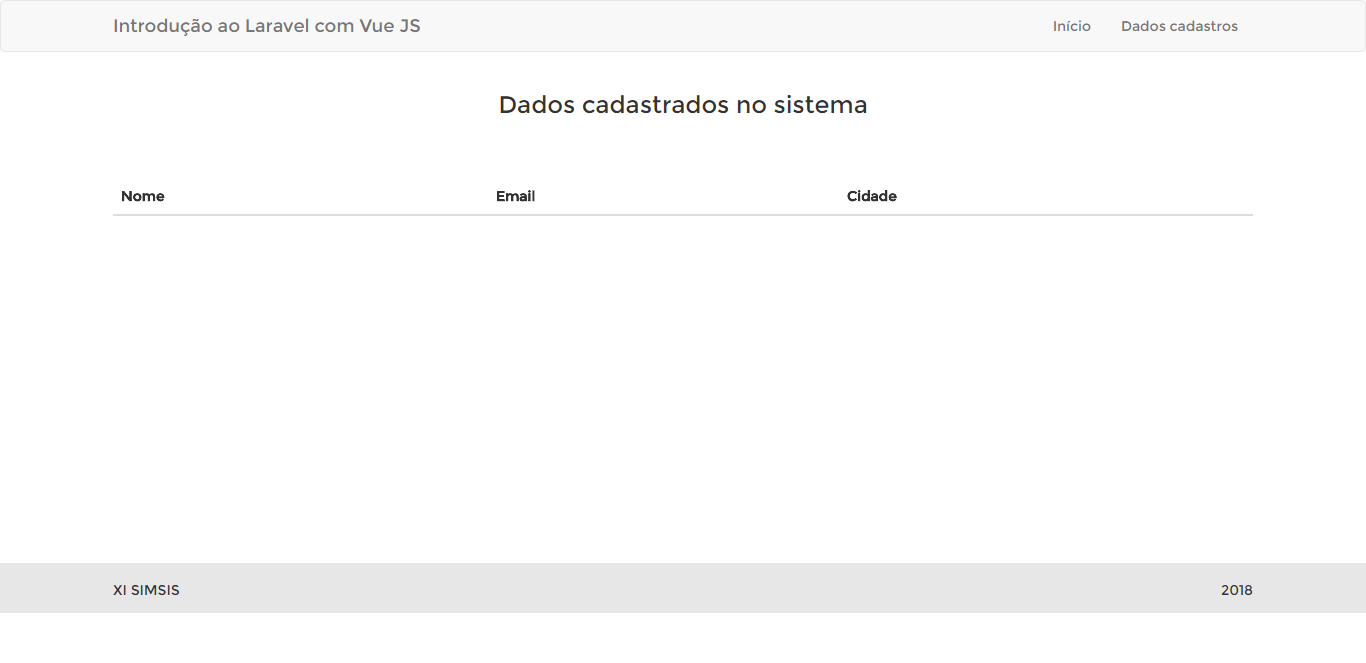 Introdução ao Laravel com Vue JS Início Dados cadastros
Dados cadastrados no sistema
Nome Email Cidade
XI SIMSIS 2018